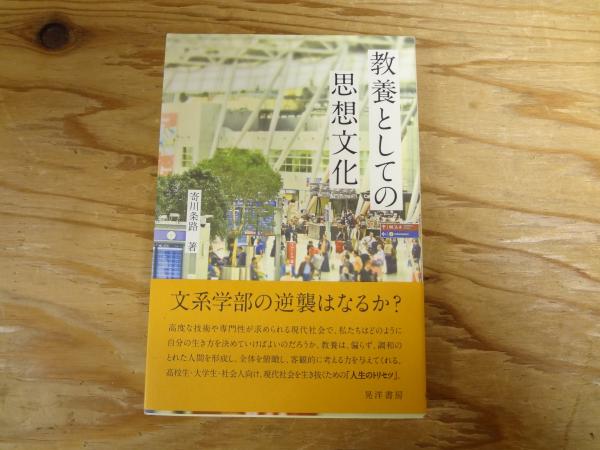 教養としての
思想文化
寄川条路 著
文系学部の逆襲はなるか?
高度な技術や専門性が求められる現代社会で、私たちはどのように
自分の生き方を決めていけばよいのだろうか。教養は、偏らず、調和の
とれた人間を形成し、全体を俯瞰し、客観的に考える力を与えてくれる。
高校生・大学生・社会人向け、現代社会を生き抜くための「人生のトリセツ」。
晃洋書房